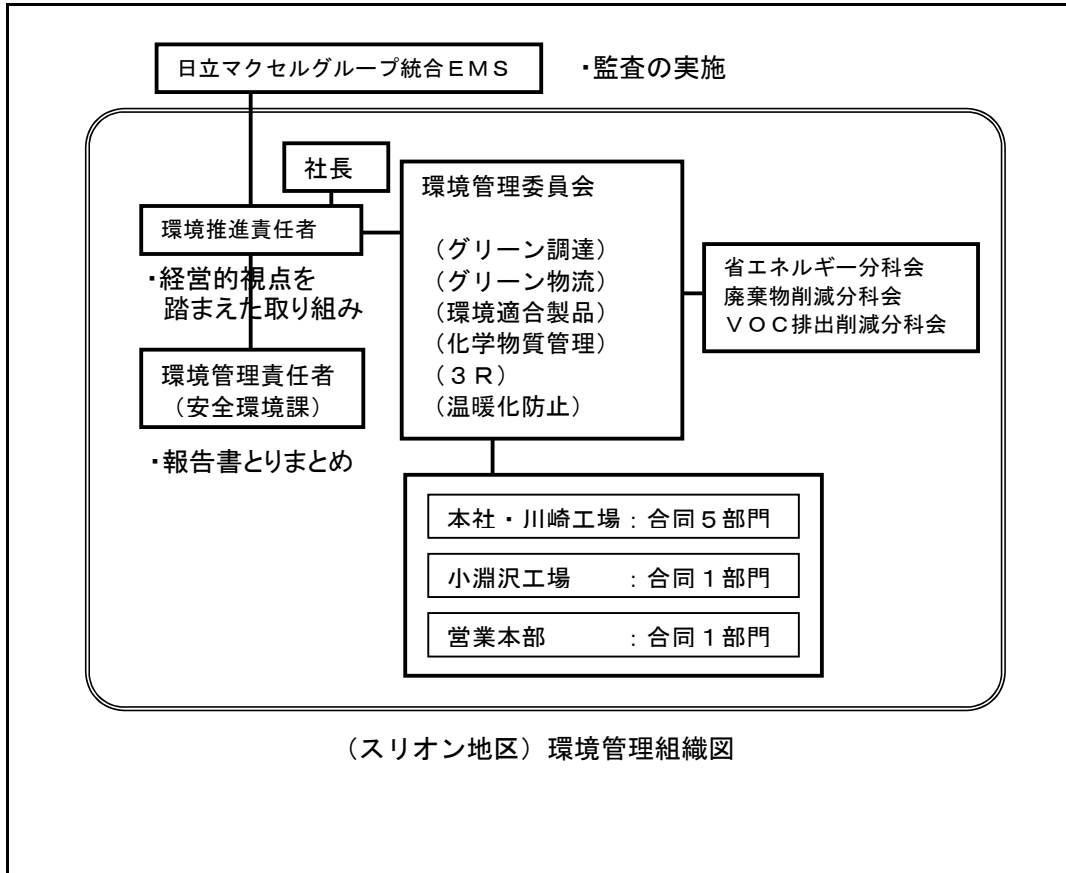 日立マクセルグループ統合ＥＭＳ
・監査の実施
社長
環境推進責任者
・経営的視点を
踏まえた取り組み
環境管理責任者
（安全環境課）
・報告書とりまとめ
環境管理委員会
（グリーン調達）
（グリーン物流）
（環境適合製品）
（化学物質管理）
（３Ｒ）
（温暖化防止）
省エネルギー分科会
廃棄物削減分科会
ＶＯＣ排出削減分科会
本社・川崎工場：合同５部門
小淵沢工場　　：合同１部門
営業本部　　　：合同１部門
（スリオン地区）環境管理組織図